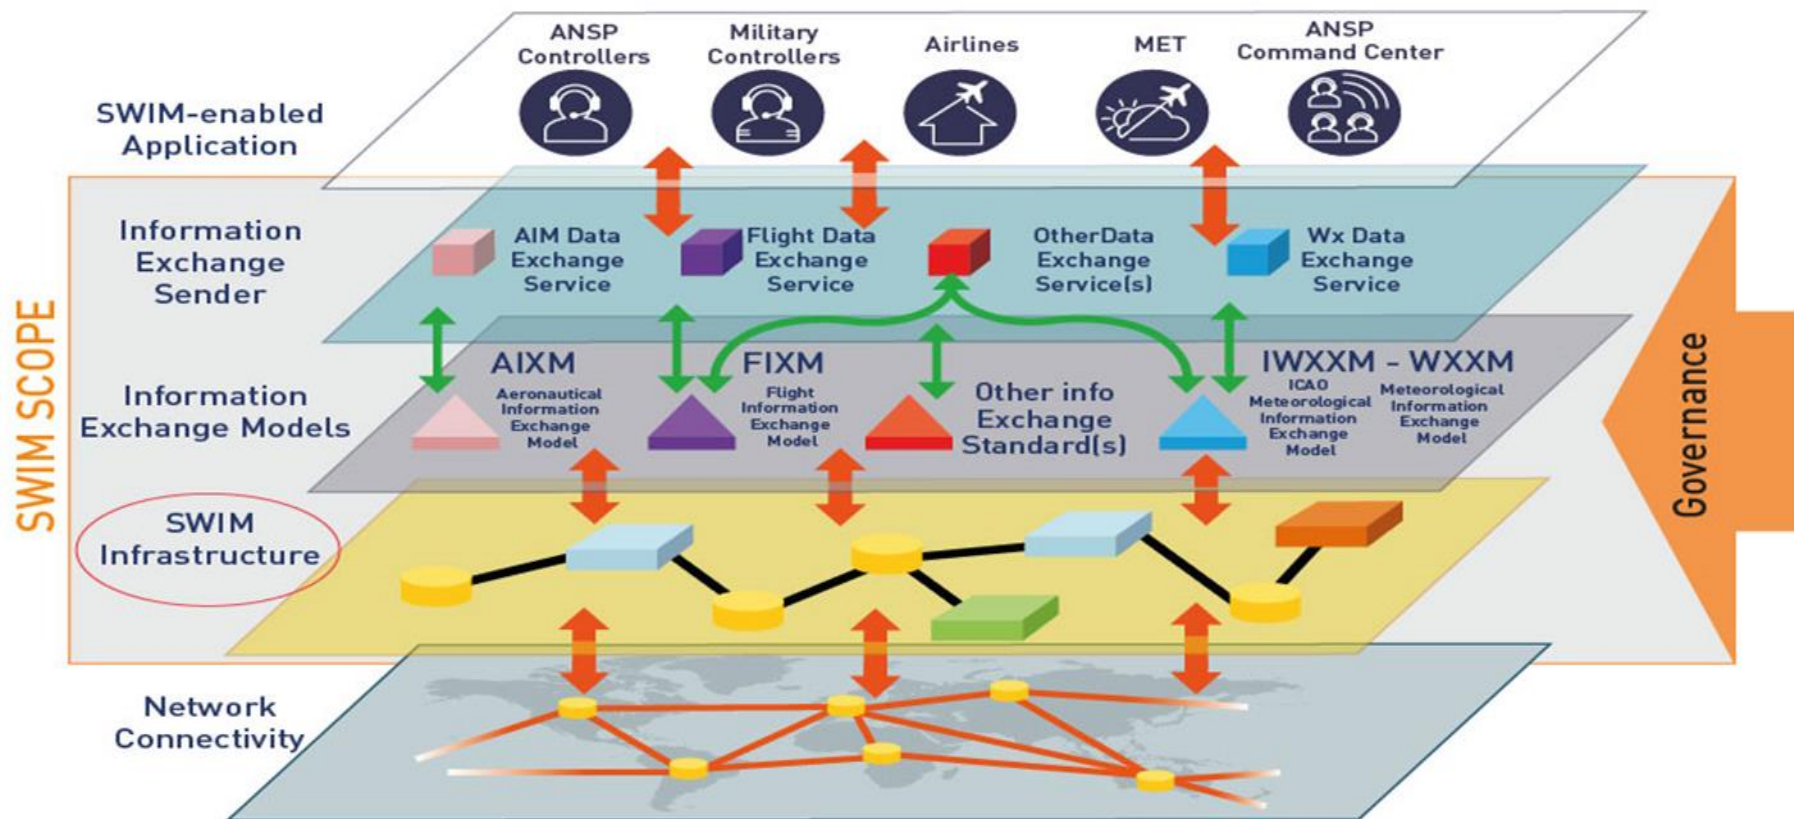 ANSP
Controllers
Military
Controllers
Airlines
MET
ANSP
Command Center
SWIM-enabled
Application
SWIM SCOPE
Information
Exchange
Sender
AIM Data
Exchange
Service
Flight Data
Exchange
Service
OtherData
Exchange
Service(s)
Wx Data
Exchange
Service
Information
Exchange Models
AIXM
Aeronautical
Information
Exchange
Model
FIXM
Flight
Information
Exchange
Model
Other info
Exchange
Standard(s)
IWXXM - WXXM
ICAO
Meteorological
Information
Exchange
Model
Meteorological
Information
Exchange
Model
Governance
SWIM
Infrastructure
Network
Connectivity